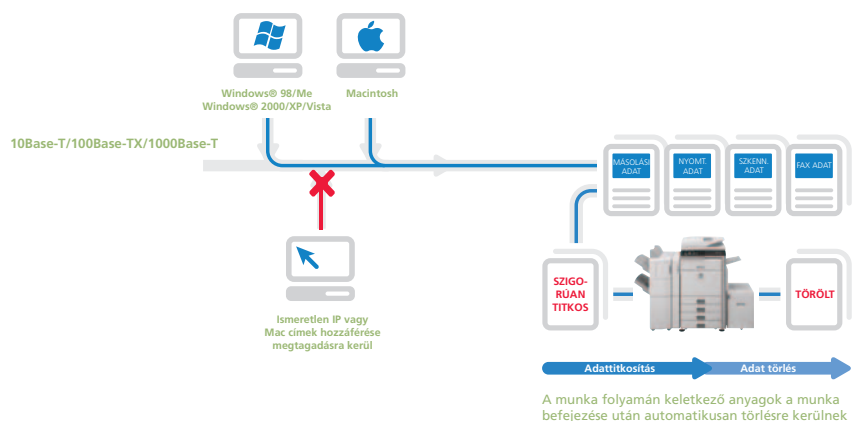 Windows® 98/Me
Windows® 2000/XP/Vista
Macintosh
10Base-T/100Base-TX/1000Base-T
MÁSOLÁSI
ADAT
NYOMT.
ADAT
SZKENN.
ADAT
FAX ADAT
Ismeretlen IP vagy
Mac címek hozzáférése
megtagadásra kerül
SZIGO-
RÚAN
TITKOS
TÖRÖLT
Adattitkosítás
Adat törlés
A munka folyamán keletkező anyagok a munka
befejezése után automatikusan törlésre kerülnek